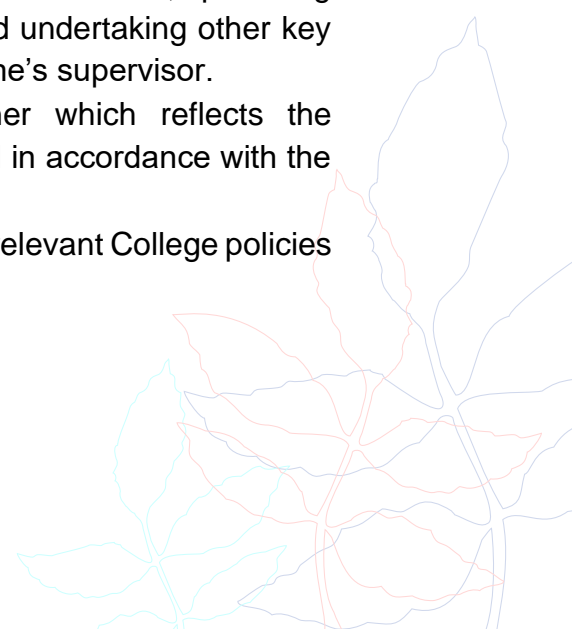 d undertaking other key
ne's supervisor.
ner which reflects the
in accordance with the
elevant College policies